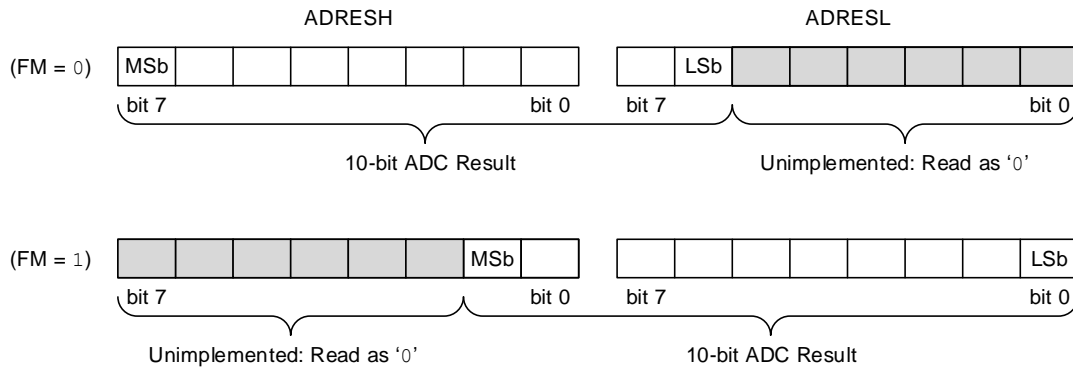 ADRESH ADRESL
(FM = 0) MSb LSb
bit 7 bit 0 bit 7 bit 0
10-bit ADC Result Unimplemented: Read as ‘0’
(FM = 1) MSb LSb
bit 7 bit 0 bit 7 bit 0
Unimplemented: Read as ‘0’ 10-bit ADC Result